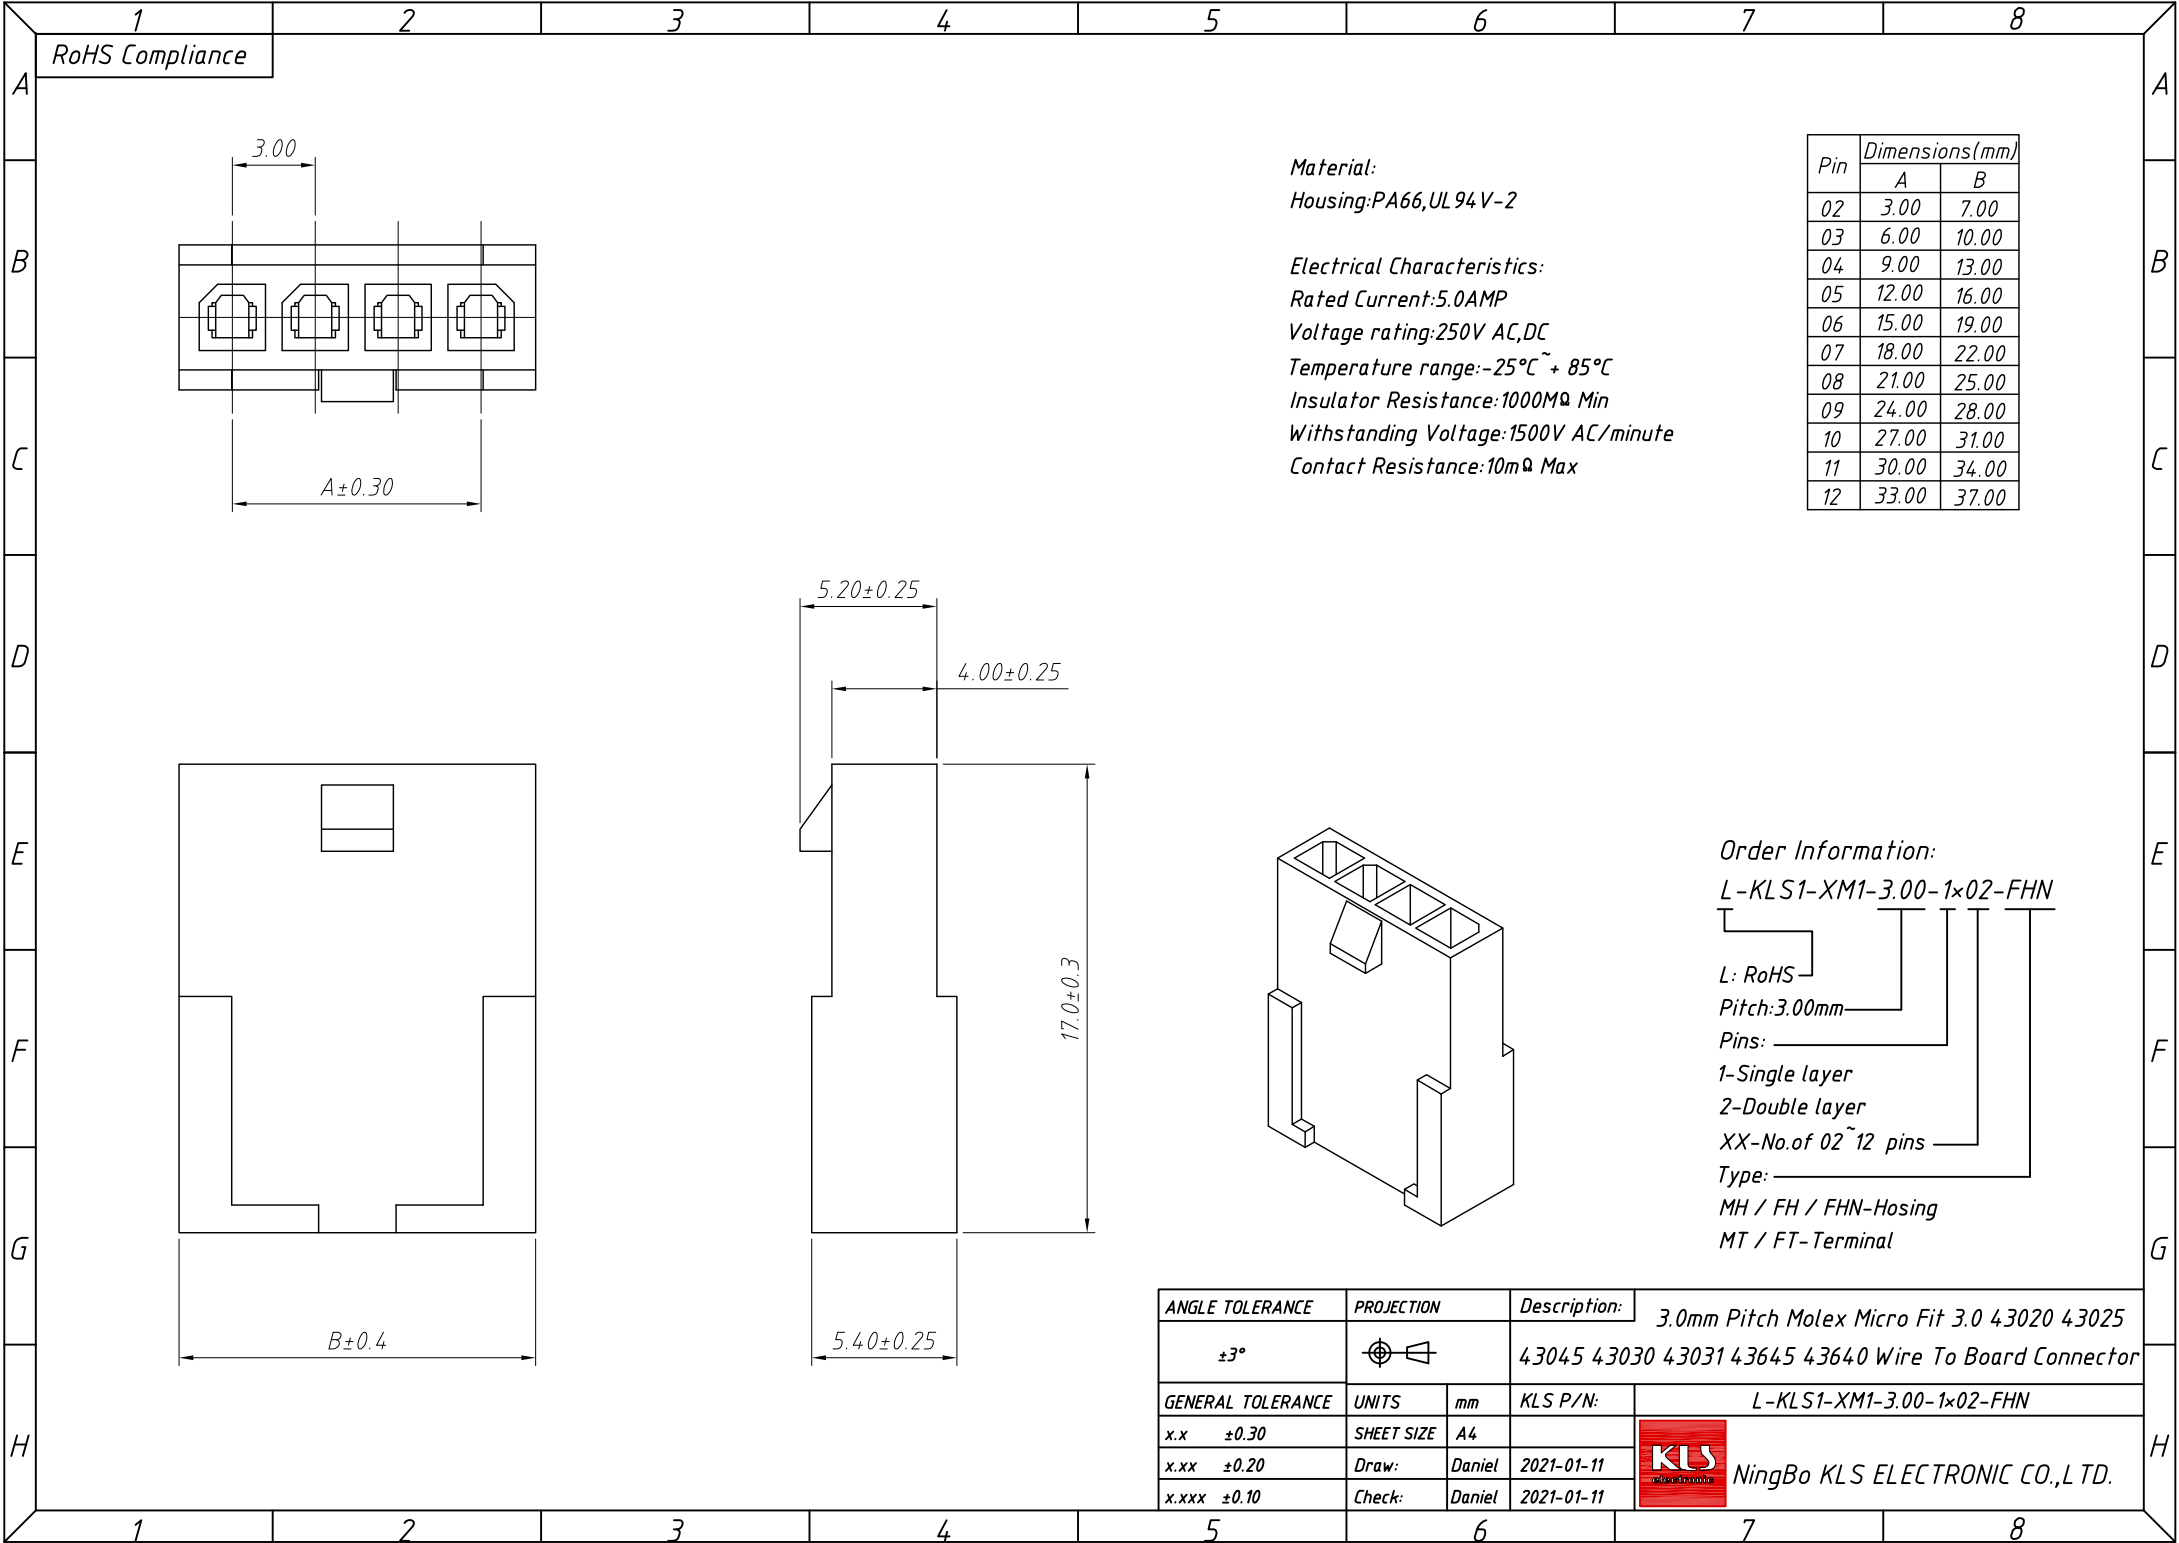 1 2 3 4 5 6 7 8
RoHS Compliance
A A
B B
C C
D D
E E
F F
G G
H H
3.00
A±0.30
Material:
Housing:PA66,UL94V-2
Electrical Characteristics:
Rated Current:5.0AMP
Voltage rating:250V AC,DC
Temperature range:-25°C~+ 85°C
Insulator Resistance:1000MΩ Min
Withstanding Voltage:1500V AC/minute
Contact Resistance:10mΩ Max
Pin Dimensions(mm)
A B
02 3.00 7.00
03 6.00 10.00
04 9.00 13.00
05 12.00 16.00
06 15.00 19.00
07 18.00 22.00
08 21.00 25.00
09 24.00 28.00
10 27.00 31.00
11 30.00 34.00
12 33.00 37.00
5.20±0.25
4.00±0.25
17.0±0.3
B±0.4
5.40±0.25
Order Information:
L-KLS1-XM1-3.00-1×02-FHN
L: RoHS
Pitch:3.00mm
Pins:
1-Single layer
2-Double layer
XX-No.of 02~12 pins
Type:
MH / FH / FHN-Hosing
MT / FT-Terminal
ANGLE TOLERANCE PROJECTION Description: 3.0mm Pitch Molex Micro Fit 3.0 43020 43025
±3° 43045 43030 43031 43645 43640 Wire To Board Connector
GENERAL TOLERANCE UNITS mm KLS P/N: L-KLS1-XM1-3.00-1×02-FHN
x.x ±0.30 SHEET SIZE A4
x.xx ±0.20 Draw: Daniel 2021-01-11
x.xxx ±0.10 Check: Daniel 2021-01-11
KLS
electronic
NingBo KLS ELECTRONIC CO.,LTD.
1 2 3 4 5 6 7 8